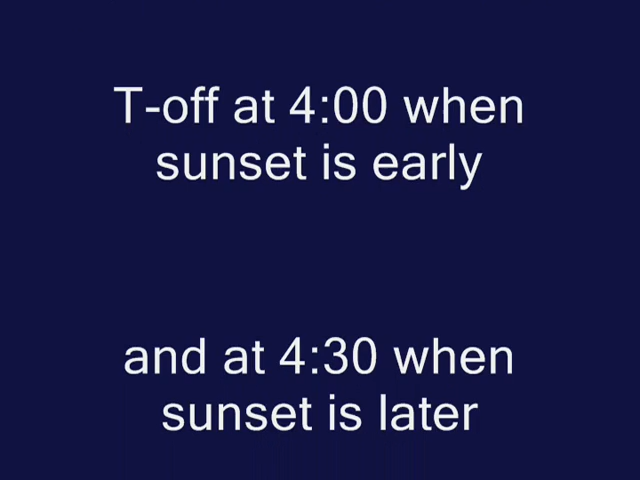 T-off at 4:00 when
sunset is early
and at 4:30 when
sunset is later